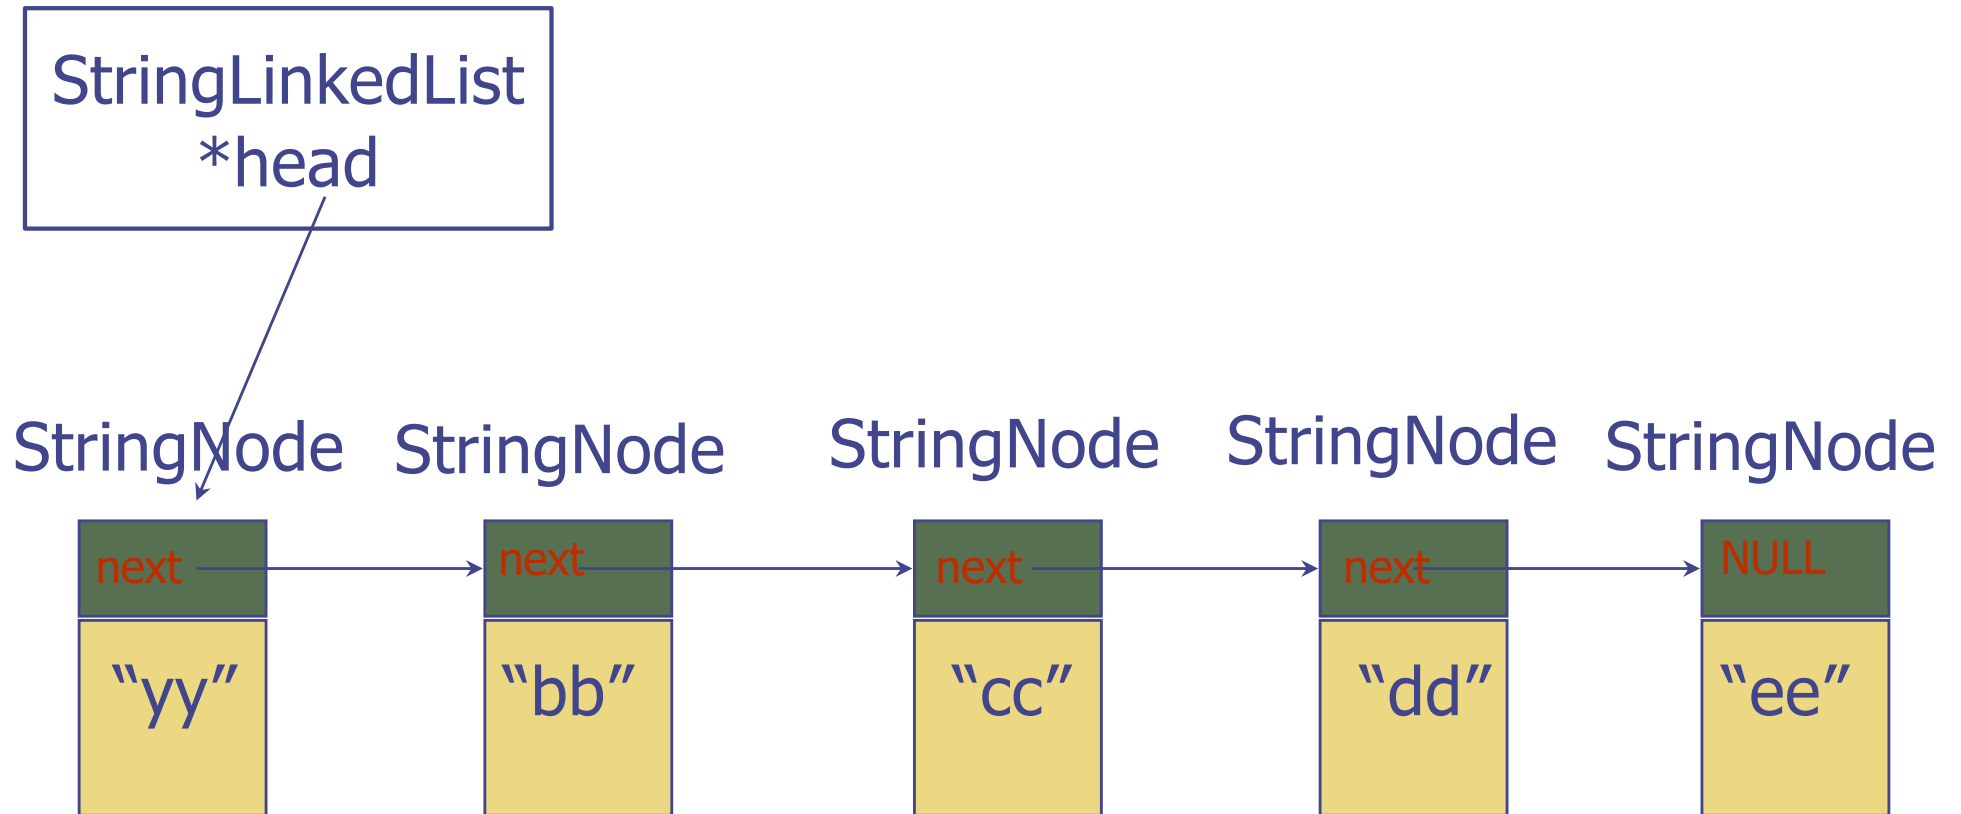 StringLinkedList
*head
StringNode StringNode StringNode StringNode StringNode
next next next next NULL
“yy” “bb” “cc” “dd” “ee”